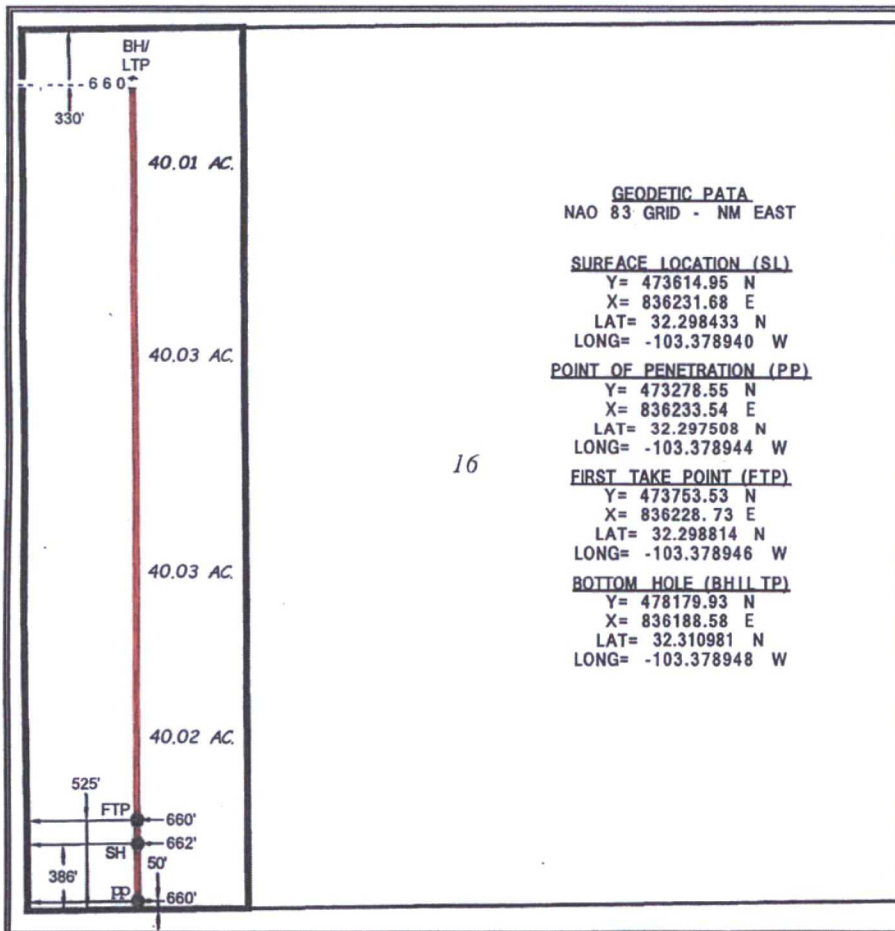 BH/
LTP
660'
330'
40.01 AC.
40.03 AC.
40.03 AC.
40.02 AC.
525'
FTP
660'
SH
662'
50'
386'
PP
660'
16
GEODETIC PATA
NAO 83 GRID - NM EAST
SURFACE LOCATION (SL)
Y= 473614.95 N
X= 836231.68 E
LAT= 32.298433 N
LONG= -103.378940 W
POINT OF PENETRATION (PP)
Y= 473278.55 N
X= 836233.54 E
LAT= 32.297508 N
LONG= -103.378944 W
FIRST TAKE POINT (FTP)
Y= 473753.53 N
X= 836228. 73 E
LAT= 32.298814 N
LONG= -103.378946 W
BOTTOM HOLE (BHIL TP)
Y= 478179.93 N
X= 836188.58 E
LAT= 32.310981 N
LONG= -103.378948 W